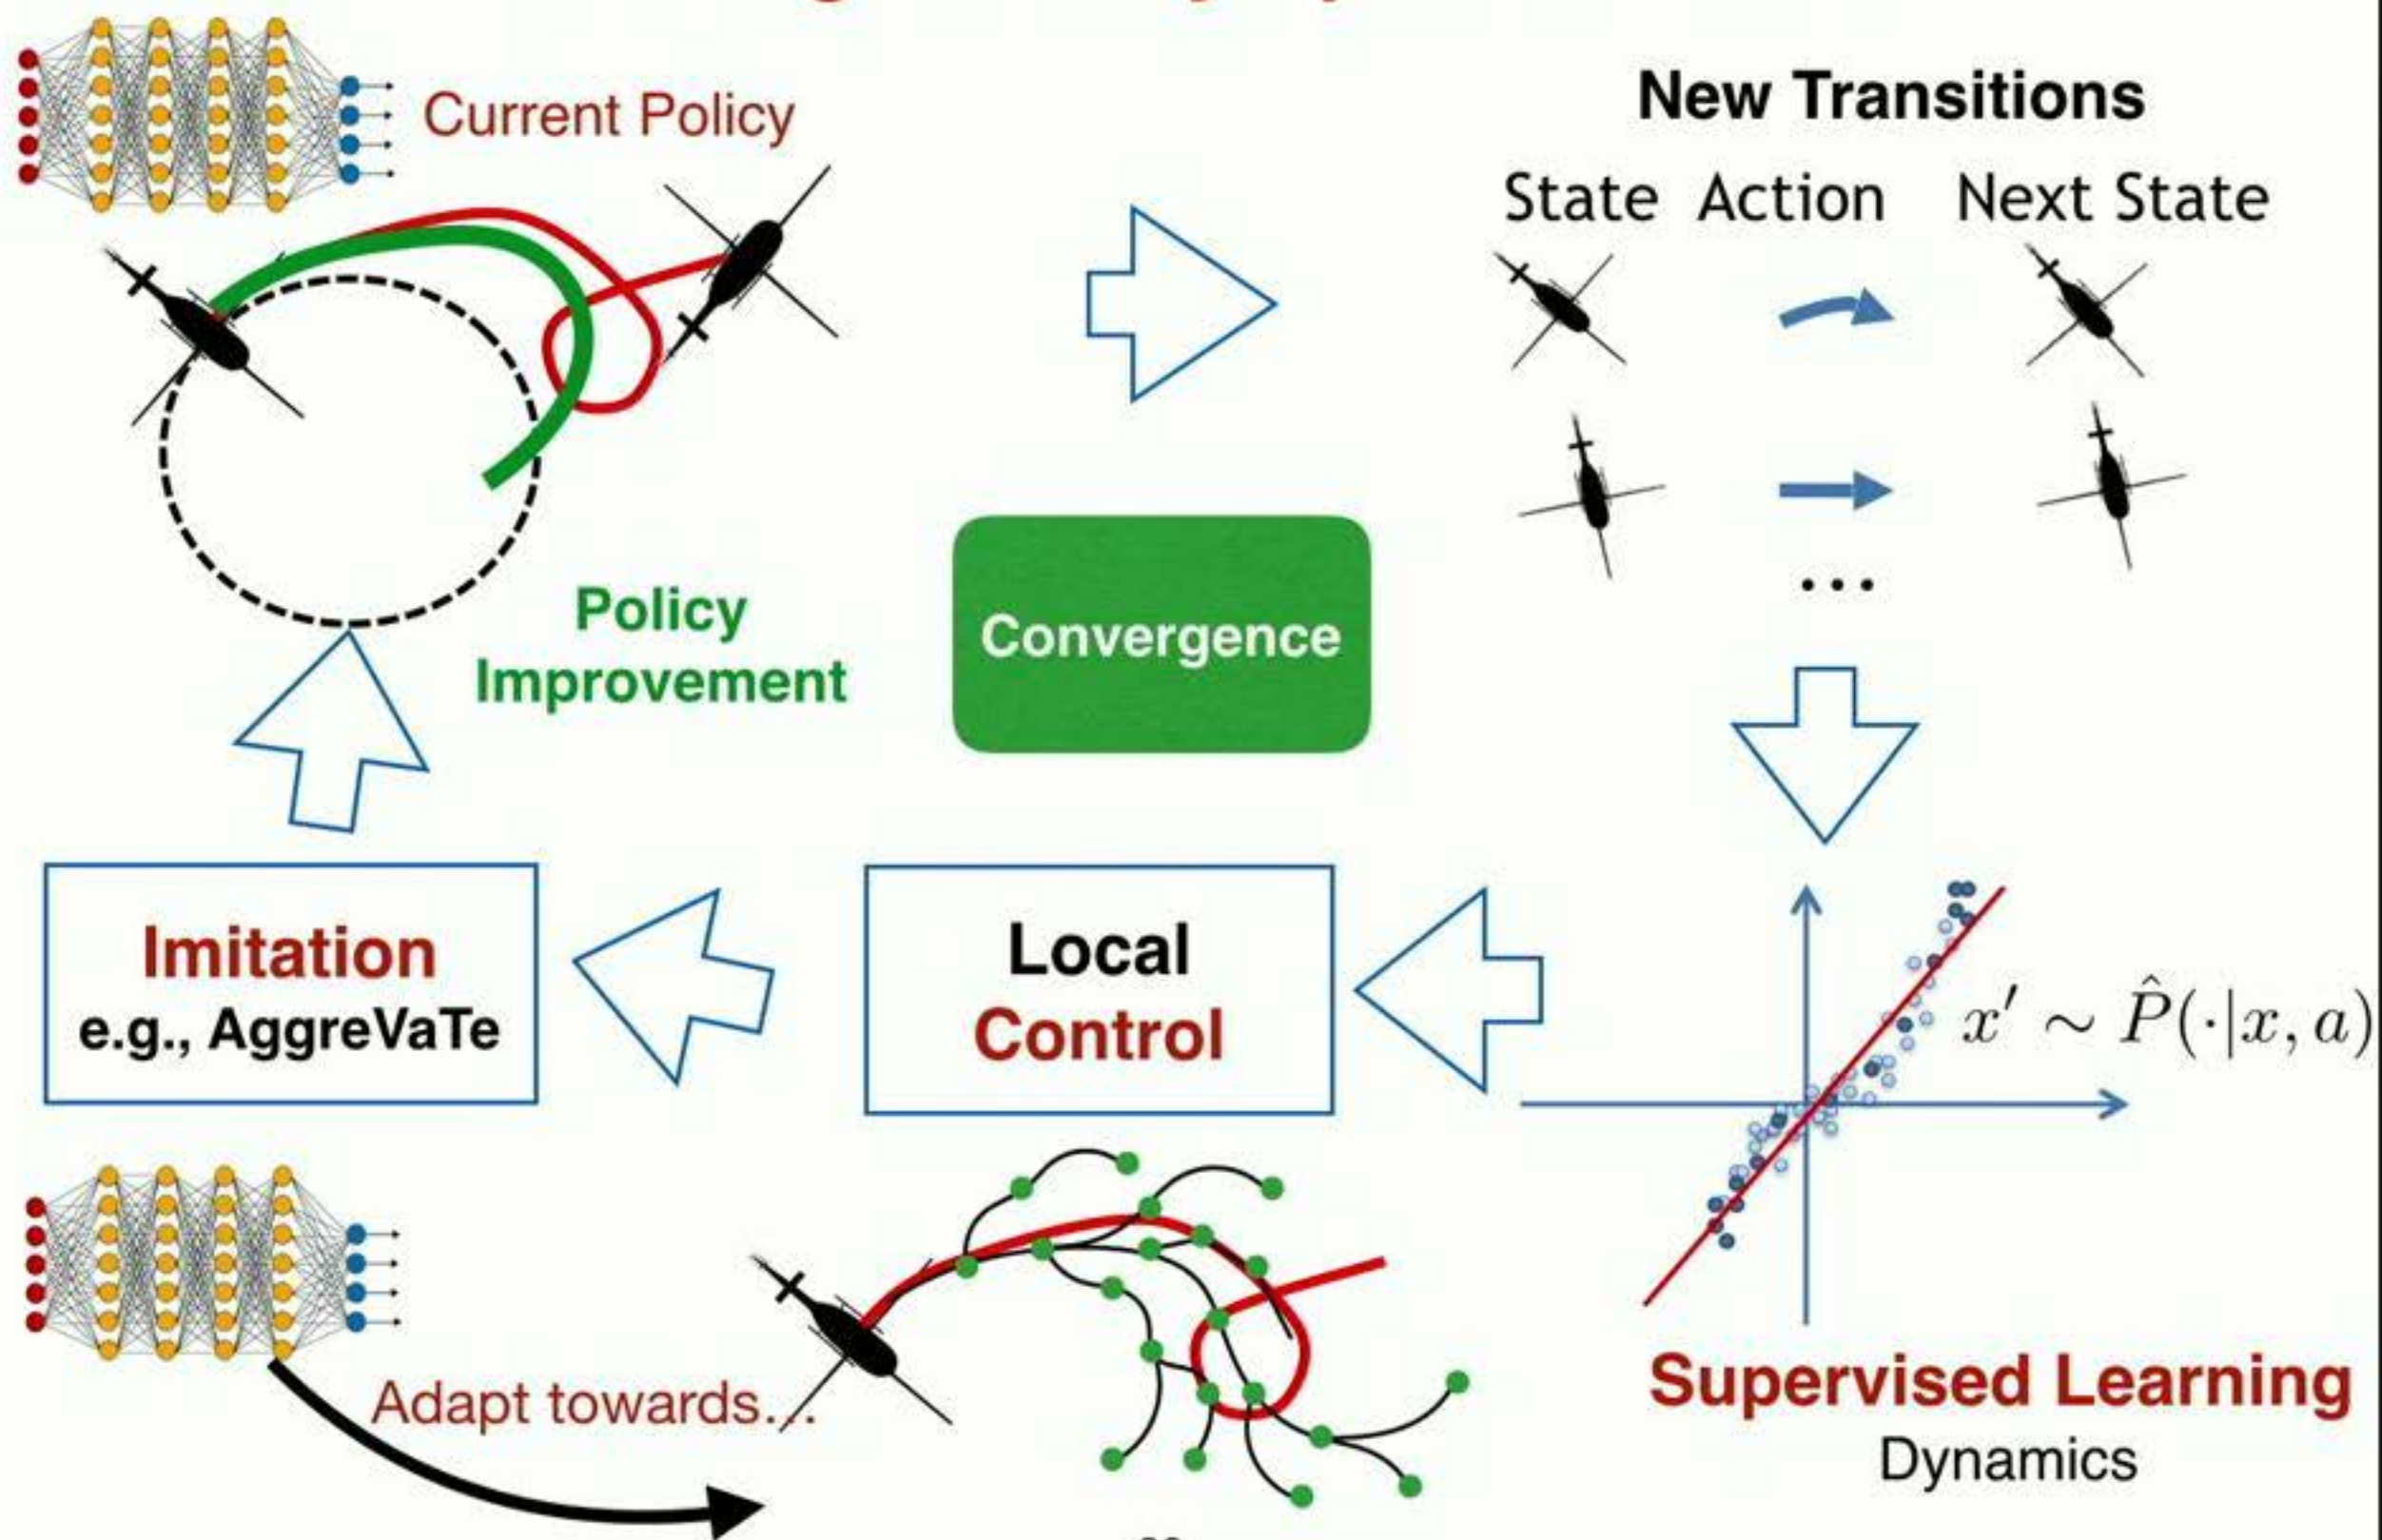 Current Policy
New Transitions
State Action Next State
...
Policy
Improvement
Convergence
Imitation
e.g., AggreVaTe
Local
Control
x′ ∼ P̂(·|x, a)
Adapt towards...
Supervised Learning
Dynamics